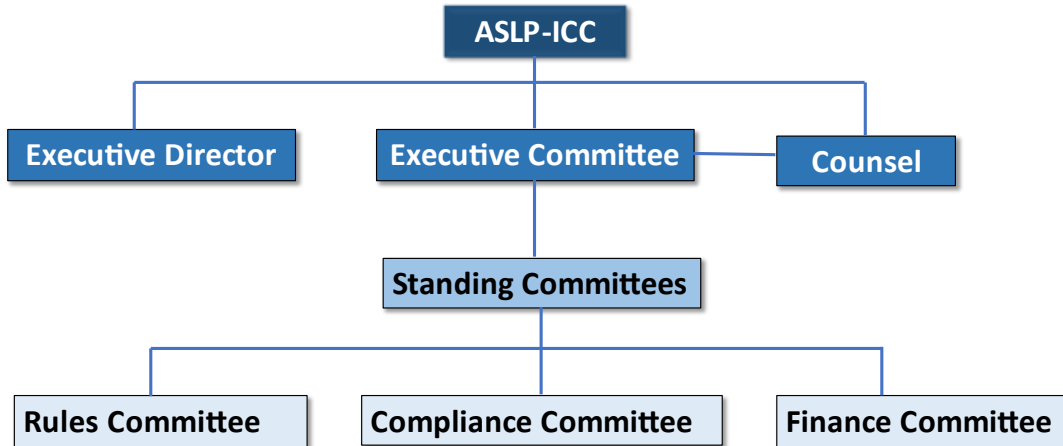 ASLP-ICC
Executive Director
Executive Committee
Counsel
Standing Committees
Rules Committee
Compliance Committee
Finance Committee